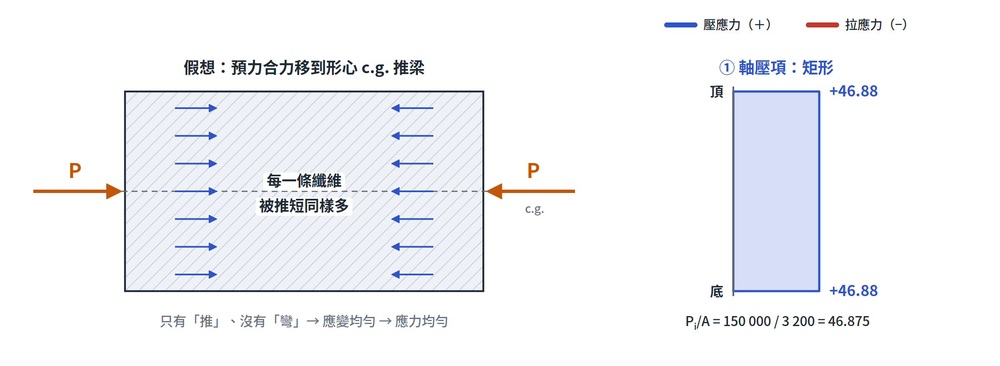 壓應力（＋）
拉應力（−）
假想：預力合力移到形心 c.g. 推梁
① 軸壓項：矩形
頂
+46.88
P
P
每一條纖維
被推短同樣多
c.g.
底
+46.88
只有「推」、沒有「彎」→ 應變均勻 → 應力均勻
Pi/A = 150 000 / 3 200 = 46.875